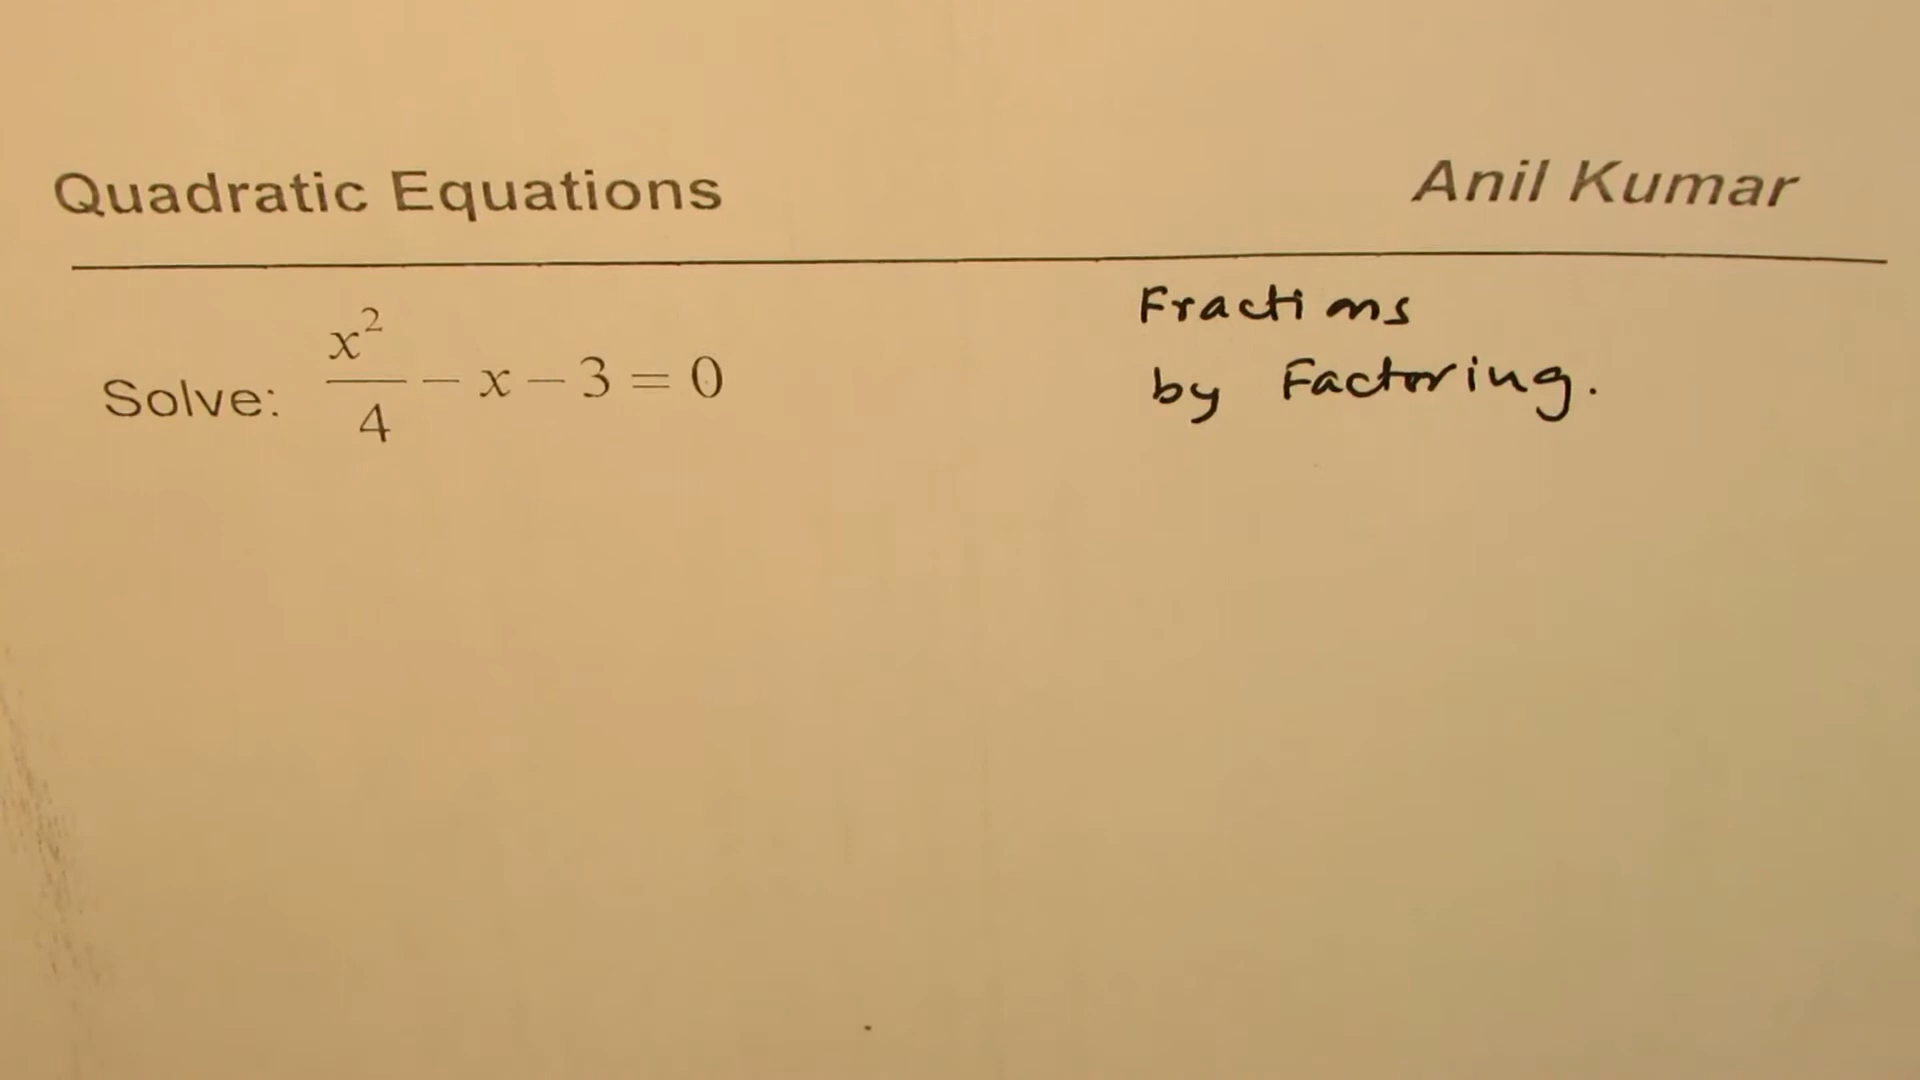 Quadratic Equations Anil Kumar
Fractions
Solve: x²/4 − x − 3 = 0
by Factoring.